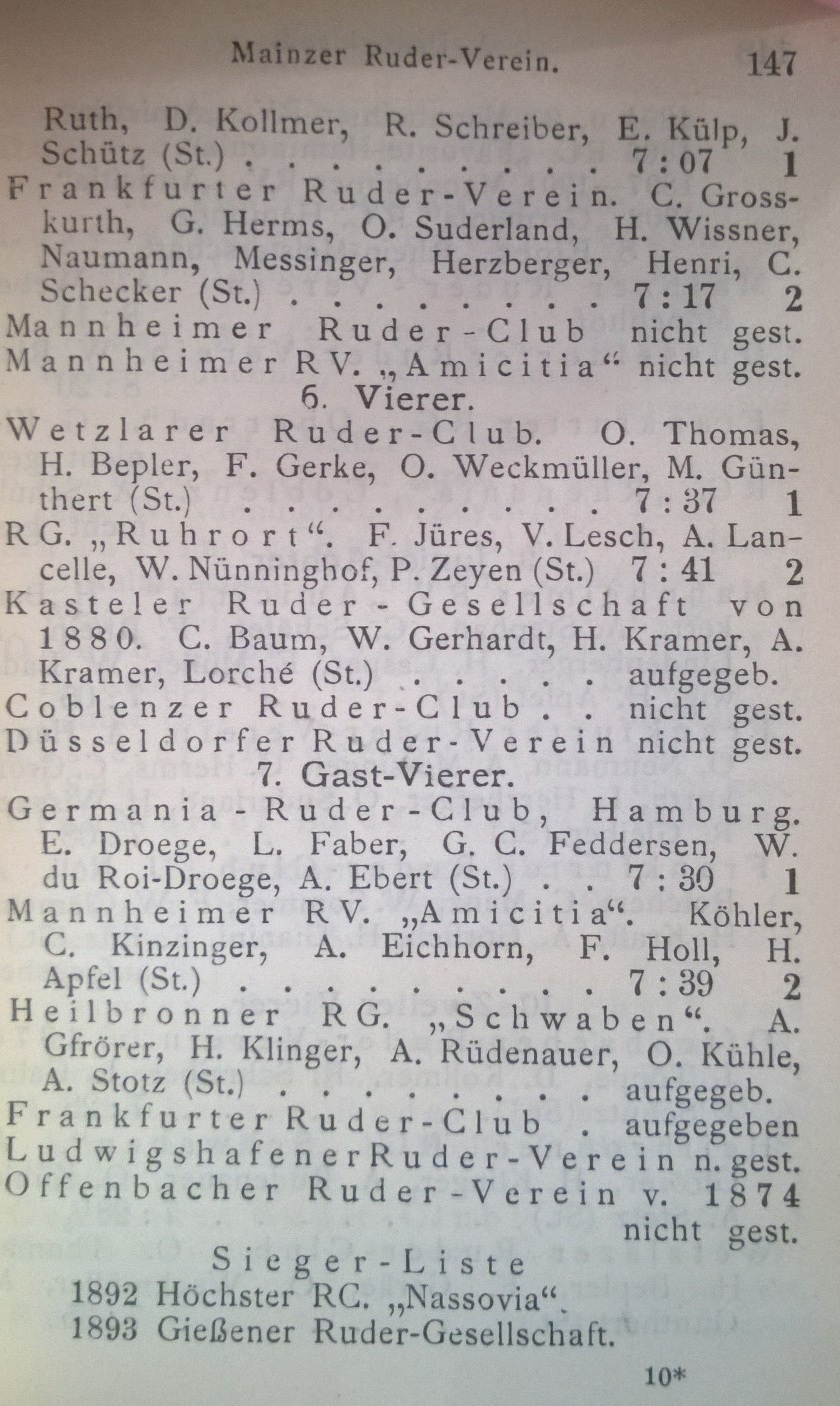 Mainzer Ruder-Verein. 147
Ruth, D. Kollmer, R. Schreiber, E. Külp, J.
Schütz (St.) . . . . . . . . . . 7:07 1
Frankfurter Ruder-Verein. C. Gross-
kurth, G. Herms, O. Suderland, H. Wissner,
Naumann, Messinger, Herzberger, Henri, C.
Schecker (St.) . . . . . . . . . 7:17 2
Mannheimer Ruder-Club nicht gest.
Mannheimer RV. „Amicitia“ nicht gest.
6. Vierer.
Wetzlarer Ruder-Club. O. Thomas,
H. Bepler, F. Gerke, O. Weckmüller, M. Gün-
thert (St.) . . . . . . . . . . 7:37 1
RG. „Ruhrort“. F. Jüres, V. Lesch, A. Lan-
celle, W. Nünninghof, P. Zeyen (St.) 7:41 2
Kasteler Ruder-Gesellschaft von
1880. C. Baum, W. Gerhardt, H. Kramer, A.
Kramer, Lorché (St.) . . . . . . aufgegeb.
Coblenzer Ruder-Club . . nicht gest.
Düsseldorfer Ruder-Verein nicht gest.
7. Gast-Vierer.
Germania-Ruder-Club, Hamburg.
E. Droege, L. Faber, G. C. Feddersen, W.
du Roi-Droege, A. Ebert (St.) . . 7:30 1
Mannheimer RV. „Amicitia“. Köhler,
C. Kinzinger, A. Eichhorn, F. Holl, H.
Apfel (St.) . . . . . . . . . . 7:39 2
Heilbronner RG. „Schwaben“. A.
Gfrörer, H. Klinger, A. Rüdenauer, O. Kühle,
A. Stotz (St.) . . . . . . . . . aufgegeb.
Frankfurter Ruder-Club . aufgegeben
Ludwigshafener Ruder-Verein n. gest.
Offenbacher Ruder-Verein v. 1874
nicht gest.
Sieger-Liste
1892 Höchster RC. „Nassovia“.
1893 Gießener Ruder-Gesellschaft.
10*